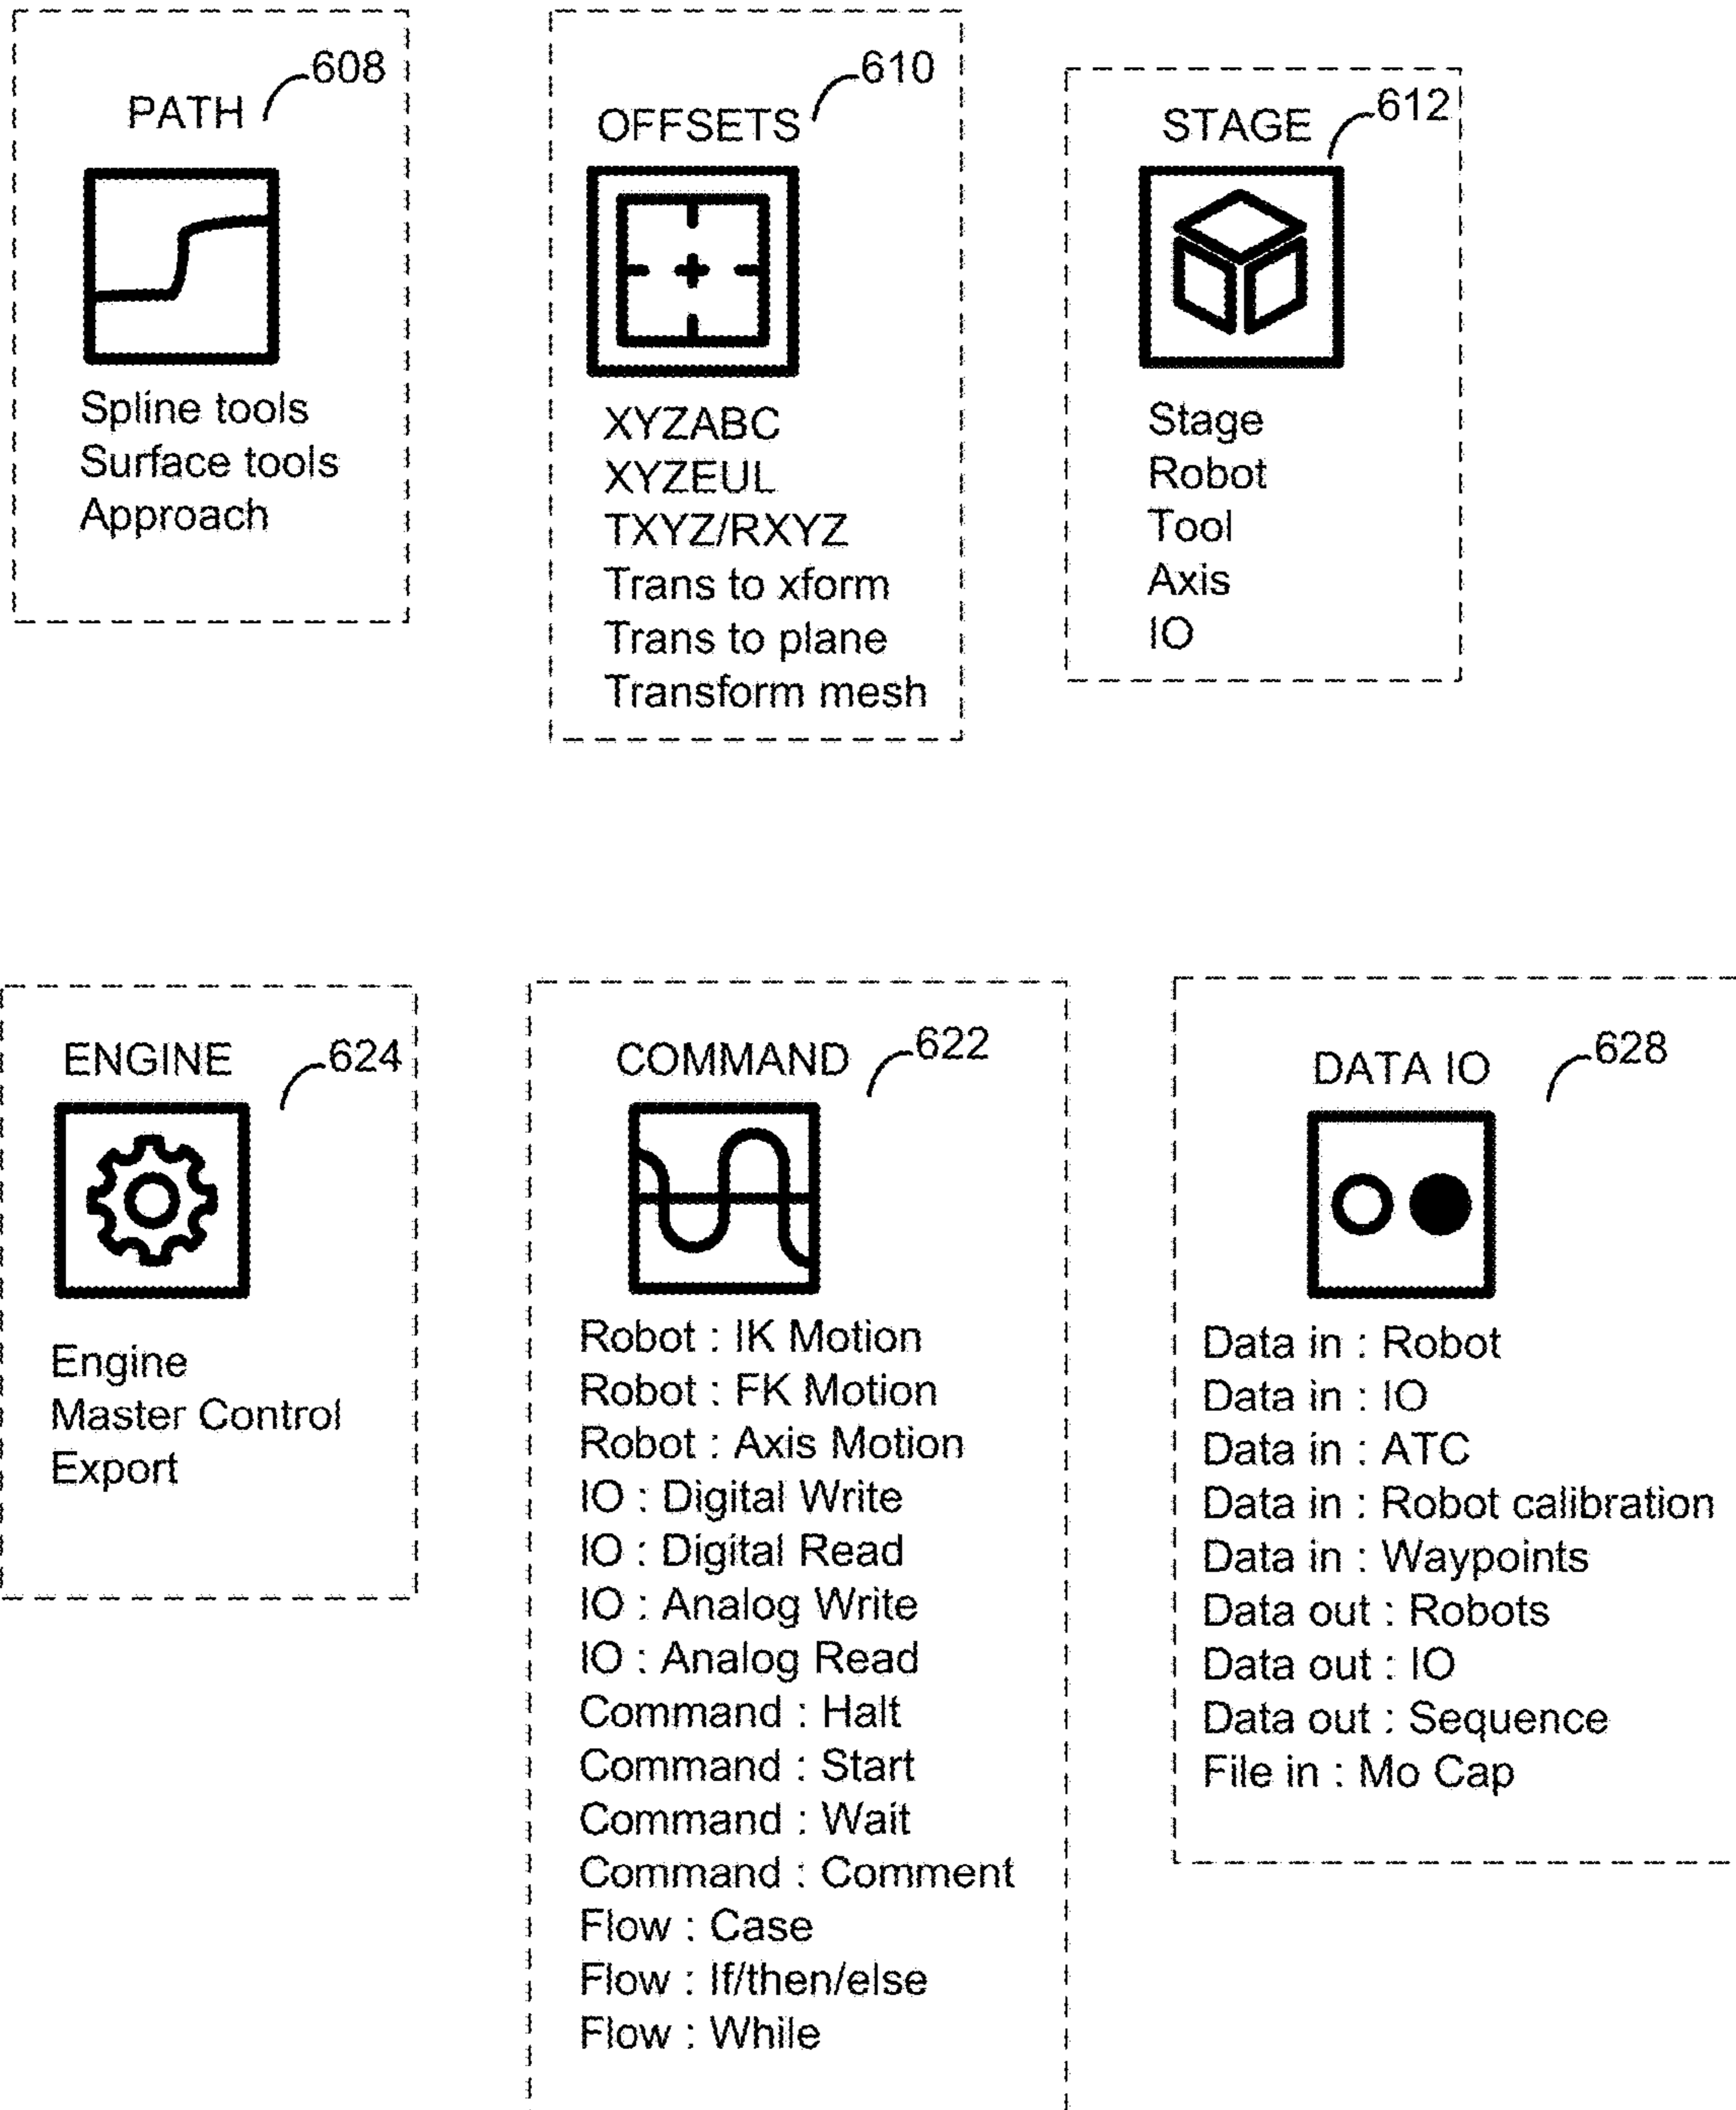 PATH
608
Spline tools
Surface tools
Approach
OFFSETS
610
XYZABC
XYZEUL
TXYZ/RXYZ
Trans to xform
Trans to plane
Transform mesh
STAGE
612
Stage
Robot
Tool
Axis
IO
ENGINE
624
Engine
Master Control
Export
COMMAND
622
Robot : IK Motion
Robot : FK Motion
Robot : Axis Motion
IO : Digital Write
IO : Digital Read
IO : Analog Write
IO : Analog Read
Command : Halt
Command : Start
Command : Wait
Command : Comment
Flow : Case
Flow : If/then/else
Flow : While
DATA IO
628
Data in : Robot
Data in : IO
Data in : ATC
Data in : Robot calibration
Data in : Waypoints
Data out : Robots
Data out : IO
Data out : Sequence
File in : Mo Cap